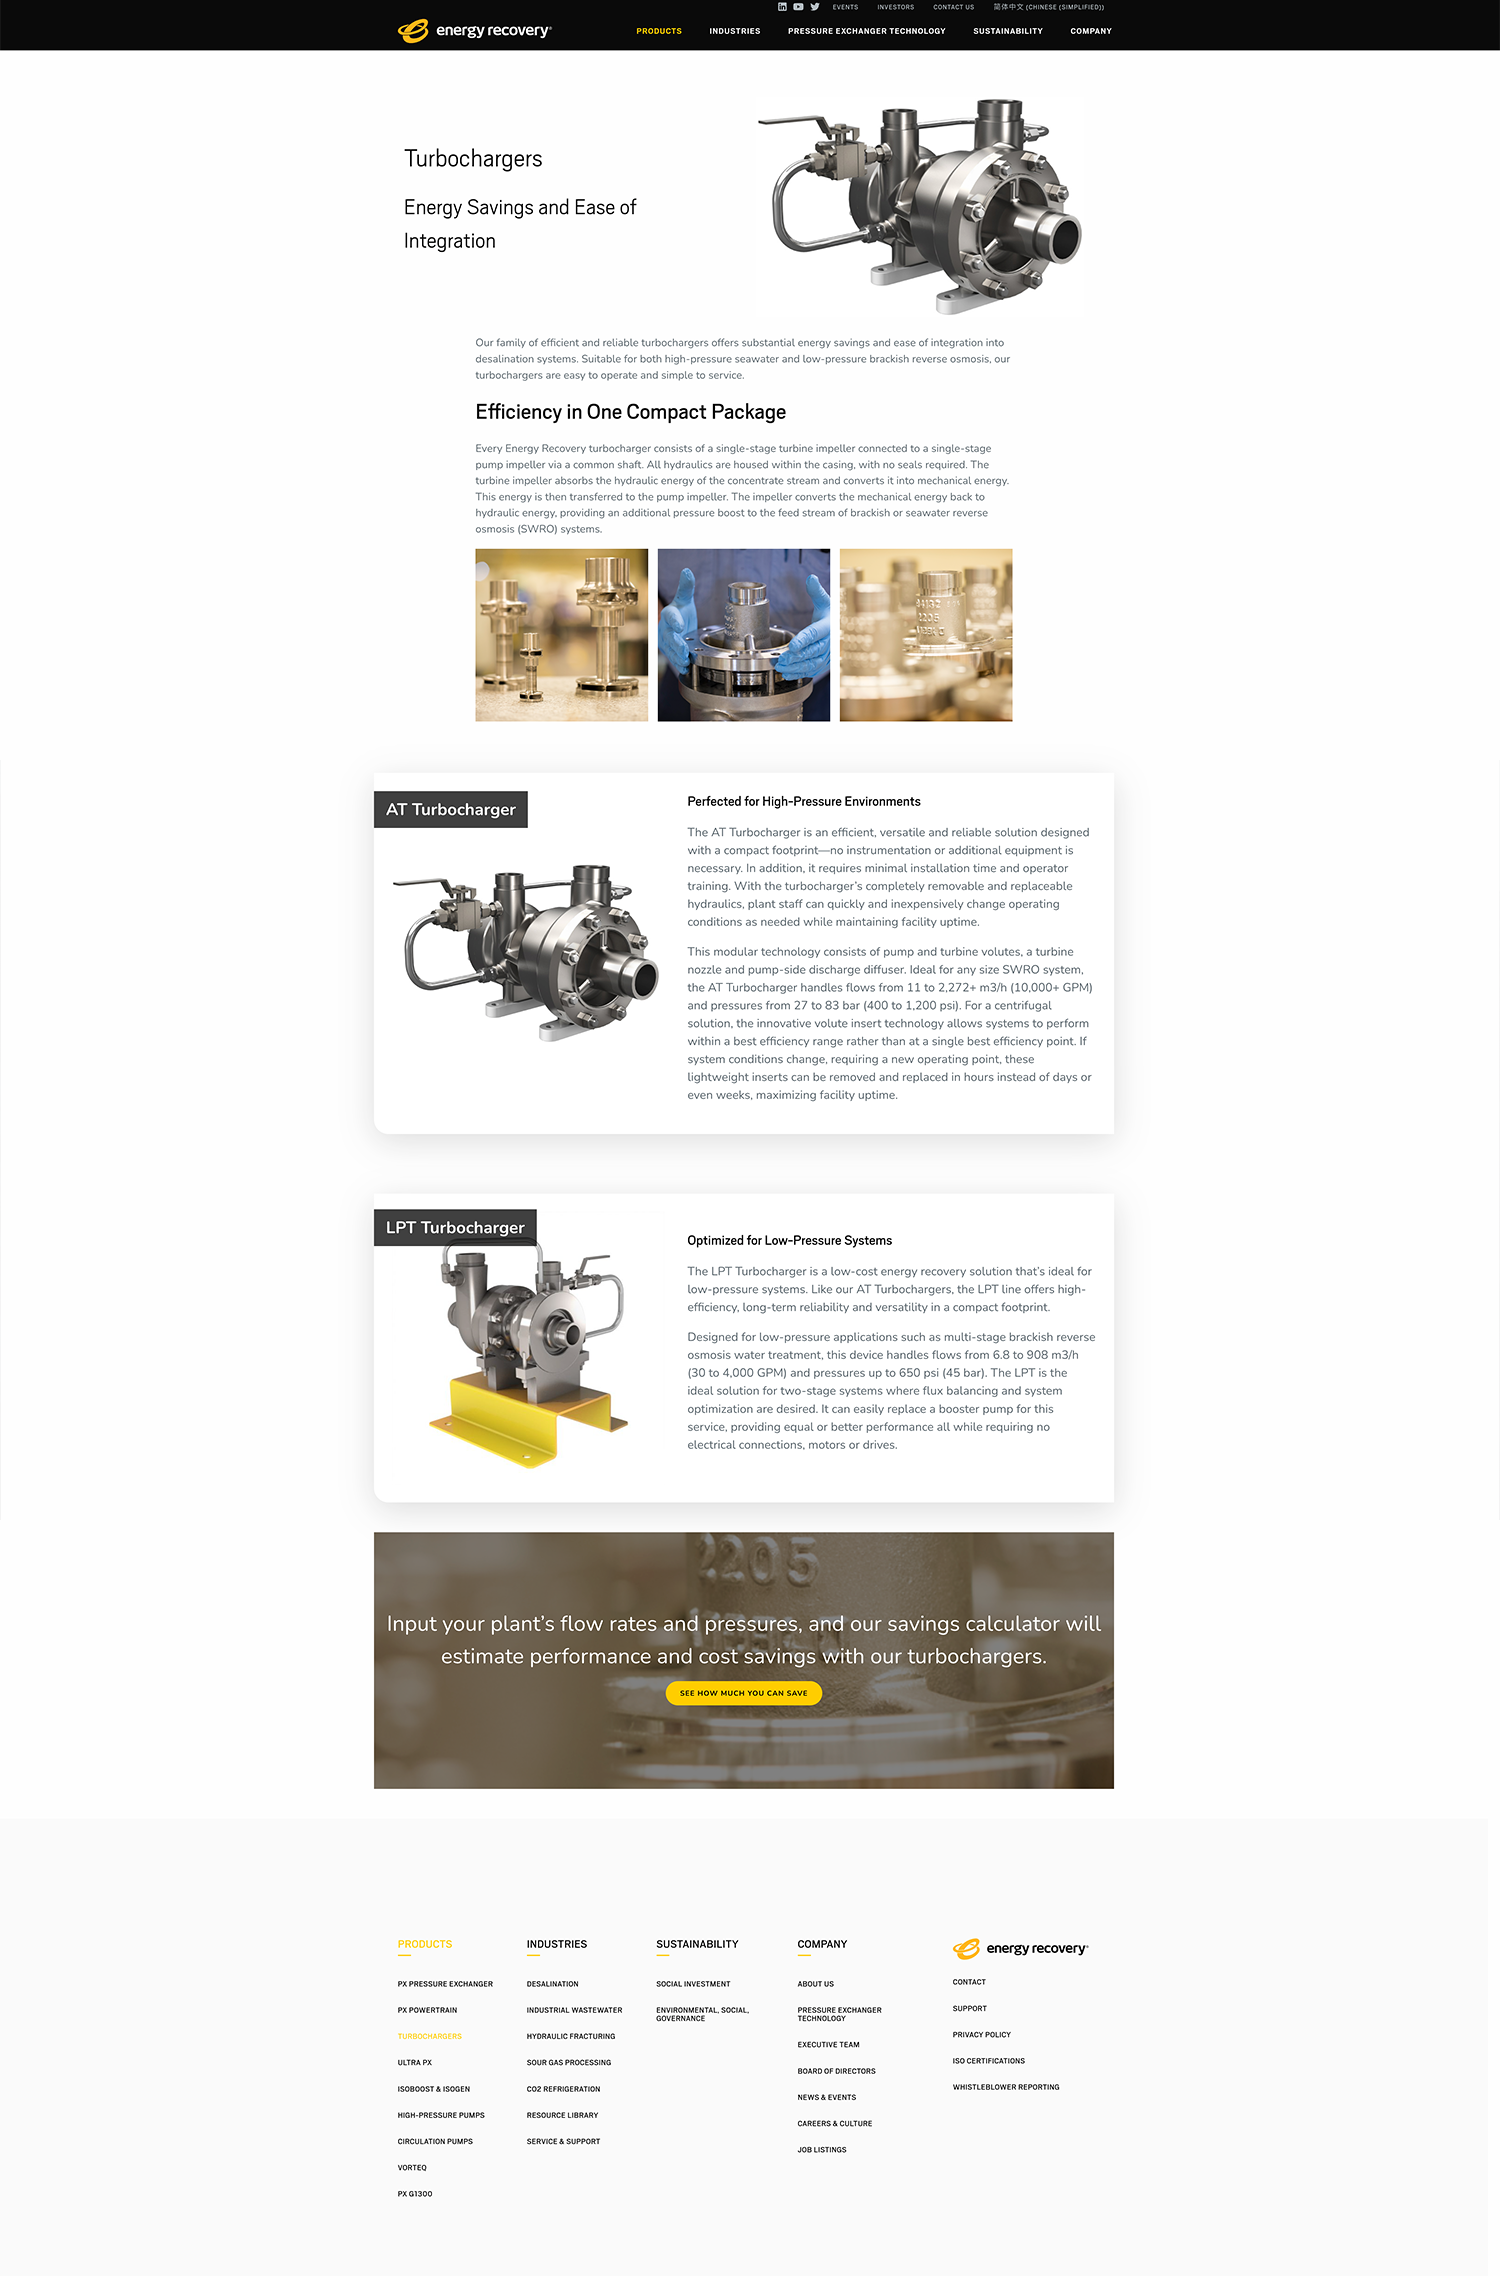 EVENTS INVESTORS CONTACT US 简体中文 (CHINESE (SIMPLIFIED))
energy recovery®
PRODUCTS INDUSTRIES PRESSURE EXCHANGER TECHNOLOGY SUSTAINABILITY COMPANY
Turbochargers
Energy Savings and Ease of
Integration
Our family of efficient and reliable turbochargers offers substantial energy savings and ease of integration into
desalination systems. Suitable for both high-pressure seawater and low-pressure brackish reverse osmosis, our
turbochargers are easy to operate and simple to service.
Efficiency in One Compact Package
Every Energy Recovery turbocharger consists of a single-stage turbine impeller connected to a single-stage
pump impeller via a common shaft. All hydraulics are housed within the casing, with no seals required. The
turbine impeller absorbs the hydraulic energy of the concentrate stream and converts it into mechanical energy.
This energy is then transferred to the pump impeller. The impeller converts the mechanical energy back to
hydraulic energy, providing an additional pressure boost to the feed stream of brackish or seawater reverse
osmosis (SWRO) systems.
2205
AT Turbocharger
Perfected for High-Pressure Environments
The AT Turbocharger is an efficient, versatile and reliable solution designed
with a compact footprint—no instrumentation or additional equipment is
necessary. In addition, it requires minimal installation time and operator
training. With the turbocharger's completely removable and replaceable
hydraulics, plant staff can quickly and inexpensively change operating
conditions as needed while maintaining facility uptime.
This modular technology consists of pump and turbine volutes, a turbine
nozzle and pump-side discharge diffuser. Ideal for any size SWRO system,
the AT Turbocharger handles flows from 11 to 2,272+ m3/h (10,000+ GPM)
and pressures from 27 to 83 bar (400 to 1,200 psi). For a centrifugal
solution, the innovative volute insert technology allows systems to perform
within a best efficiency range rather than at a single best efficiency point. If
system conditions change, requiring a new operating point, these
lightweight inserts can be removed and replaced in hours instead of days or
even weeks, maximizing facility uptime.
LPT Turbocharger
Optimized for Low-Pressure Systems
The LPT Turbocharger is a low-cost energy recovery solution that's ideal for
low-pressure systems. Like our AT Turbochargers, the LPT line offers high-
efficiency, long-term reliability and versatility in a compact footprint.
Designed for low-pressure applications such as multi-stage brackish reverse
osmosis water treatment, this device handles flows from 6.8 to 908 m3/h
(30 to 4,000 GPM) and pressures up to 650 psi (45 bar). The LPT is the
ideal solution for two-stage systems where flux balancing and system
optimization are desired. It can easily replace a booster pump for this
service, providing equal or better performance all while requiring no
electrical connections, motors or drives.
2205
Input your plant's flow rates and pressures, and our savings calculator will
estimate performance and cost savings with our turbochargers.
SEE HOW MUCH YOU CAN SAVE
PRODUCTS
PX PRESSURE EXCHANGER
PX POWERTRAIN
TURBOCHARGERS
ULTRA PX
ISOBOOST & ISOGEN
HIGH-PRESSURE PUMPS
CIRCULATION PUMPS
VORTEQ
PX G1300
INDUSTRIES
DESALINATION
INDUSTRIAL WASTEWATER
HYDRAULIC FRACTURING
SOUR GAS PROCESSING
CO2 REFRIGERATION
RESOURCE LIBRARY
SERVICE & SUPPORT
SUSTAINABILITY
SOCIAL INVESTMENT
ENVIRONMENTAL, SOCIAL,
GOVERNANCE
COMPANY
ABOUT US
PRESSURE EXCHANGER
TECHNOLOGY
EXECUTIVE TEAM
BOARD OF DIRECTORS
NEWS & EVENTS
CAREERS & CULTURE
JOB LISTINGS
energy recovery®
CONTACT
SUPPORT
PRIVACY POLICY
ISO CERTIFICATIONS
WHISTLEBLOWER REPORTING